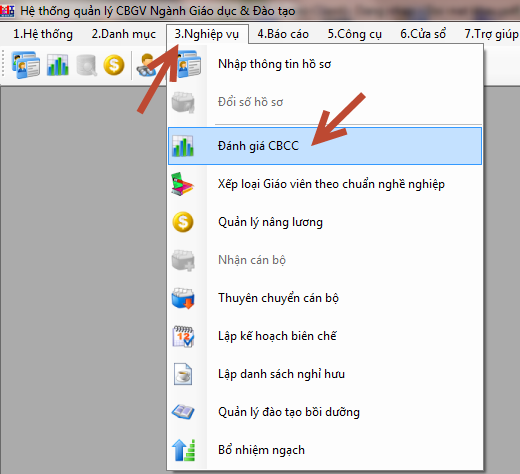 Hệ thống quản lý CBGV Ngành Giáo dục & Đào tạo
1.Hệ thống 2.Danh mục 3.Nghiệp vụ 4.Báo cáo 5.Công cụ 6.Cửa sổ 7.Trợ giúp
Nhập thông tin hồ sơ
Đổi số hồ sơ
Đánh giá CBCC
Xếp loại Giáo viên theo chuẩn nghề nghiệp
Quản lý nâng lương
Nhận cán bộ
Thuyên chuyển cán bộ
Lập kế hoạch biên chế
Lập danh sách nghỉ hưu
Quản lý đào tạo bồi dưỡng
Bổ nhiệm ngạch